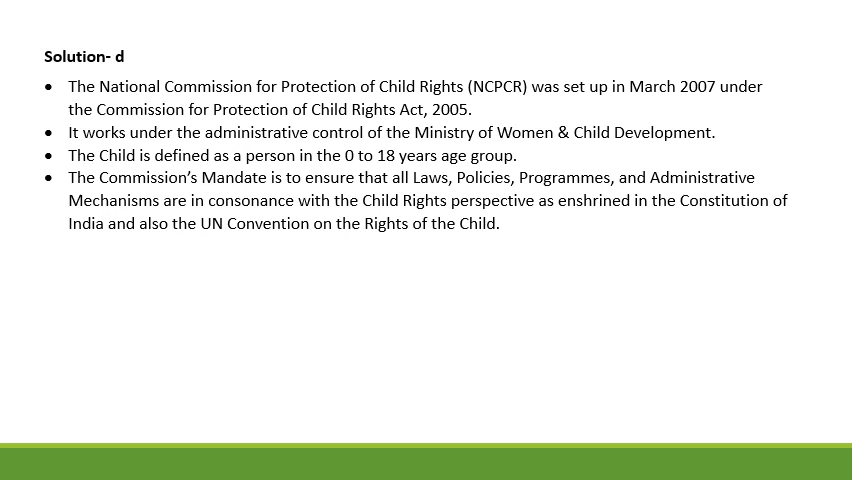 Solution- d
• The National Commission for Protection of Child Rights (NCPCR) was set up in March 2007 under
the Commission for Protection of Child Rights Act, 2005.
• It works under the administrative control of the Ministry of Women & Child Development.
• The Child is defined as a person in the 0 to 18 years age group.
• The Commission’s Mandate is to ensure that all Laws, Policies, Programmes, and Administrative
Mechanisms are in consonance with the Child Rights perspective as enshrined in the Constitution of
India and also the UN Convention on the Rights of the Child.